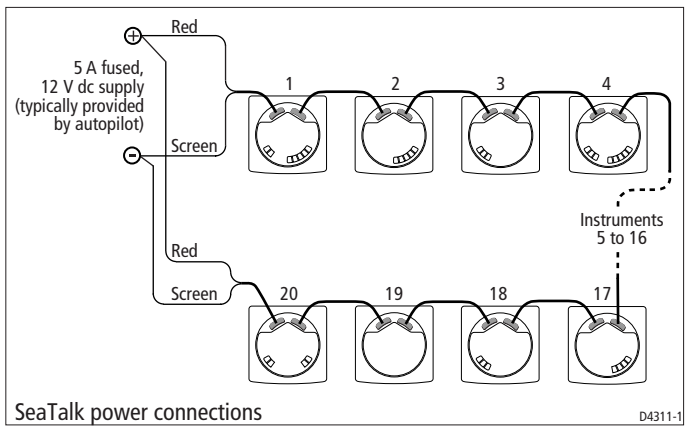 Red
5 A fused,
12 V dc supply
(typically provided
by autopilot)
1
2
3
4
Screen
Instruments
5 to 16
Red
Screen
20
19
18
17
SeaTalk power connections
D4311-1